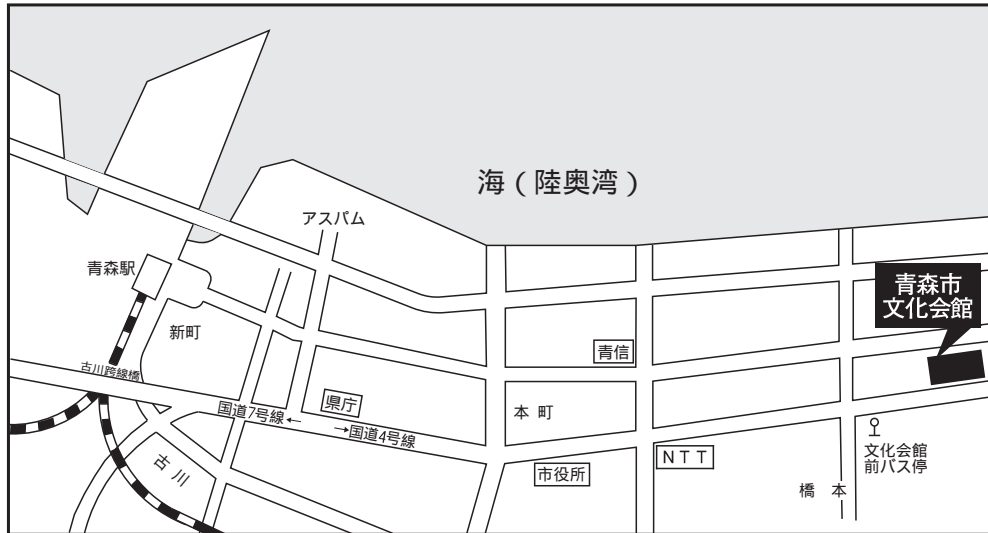 海（陸奥湾）
アスパム
青森駅
青森市
文化会館
新町
青信
古川跨線橋
県庁
国道7号線←
→国道4号線
本町
古川
市役所
NTT
文化会館
前バス停
橋本